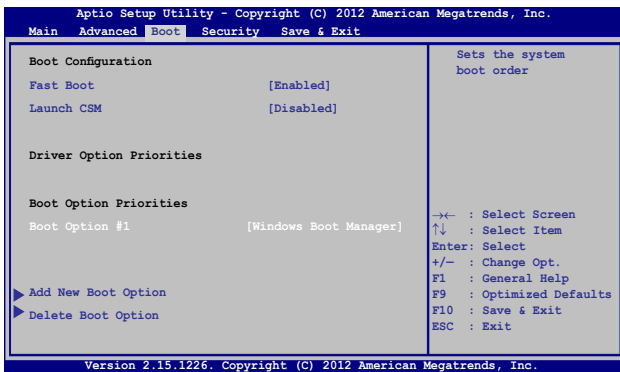 Aptio Setup Utility - Copyright (C) 2012 American Megatrends, Inc.
Main Advanced Boot Security Save & Exit
Boot Configuration
Fast Boot [Enabled]
Launch CSM [Disabled]
Driver Option Priorities
Boot Option Priorities
Boot Option #1 [Windows Boot Manager]
Add New Boot Option
Delete Boot Option
Sets the system
boot order
→← : Select Screen
↑↓ : Select Item
Enter: Select
+/— : Change Opt.
F1 : General Help
F9 : Optimized Defaults
F10 : Save & Exit
ESC : Exit
Version 2.15.1226. Copyright (C) 2012 American Megatrends, Inc.